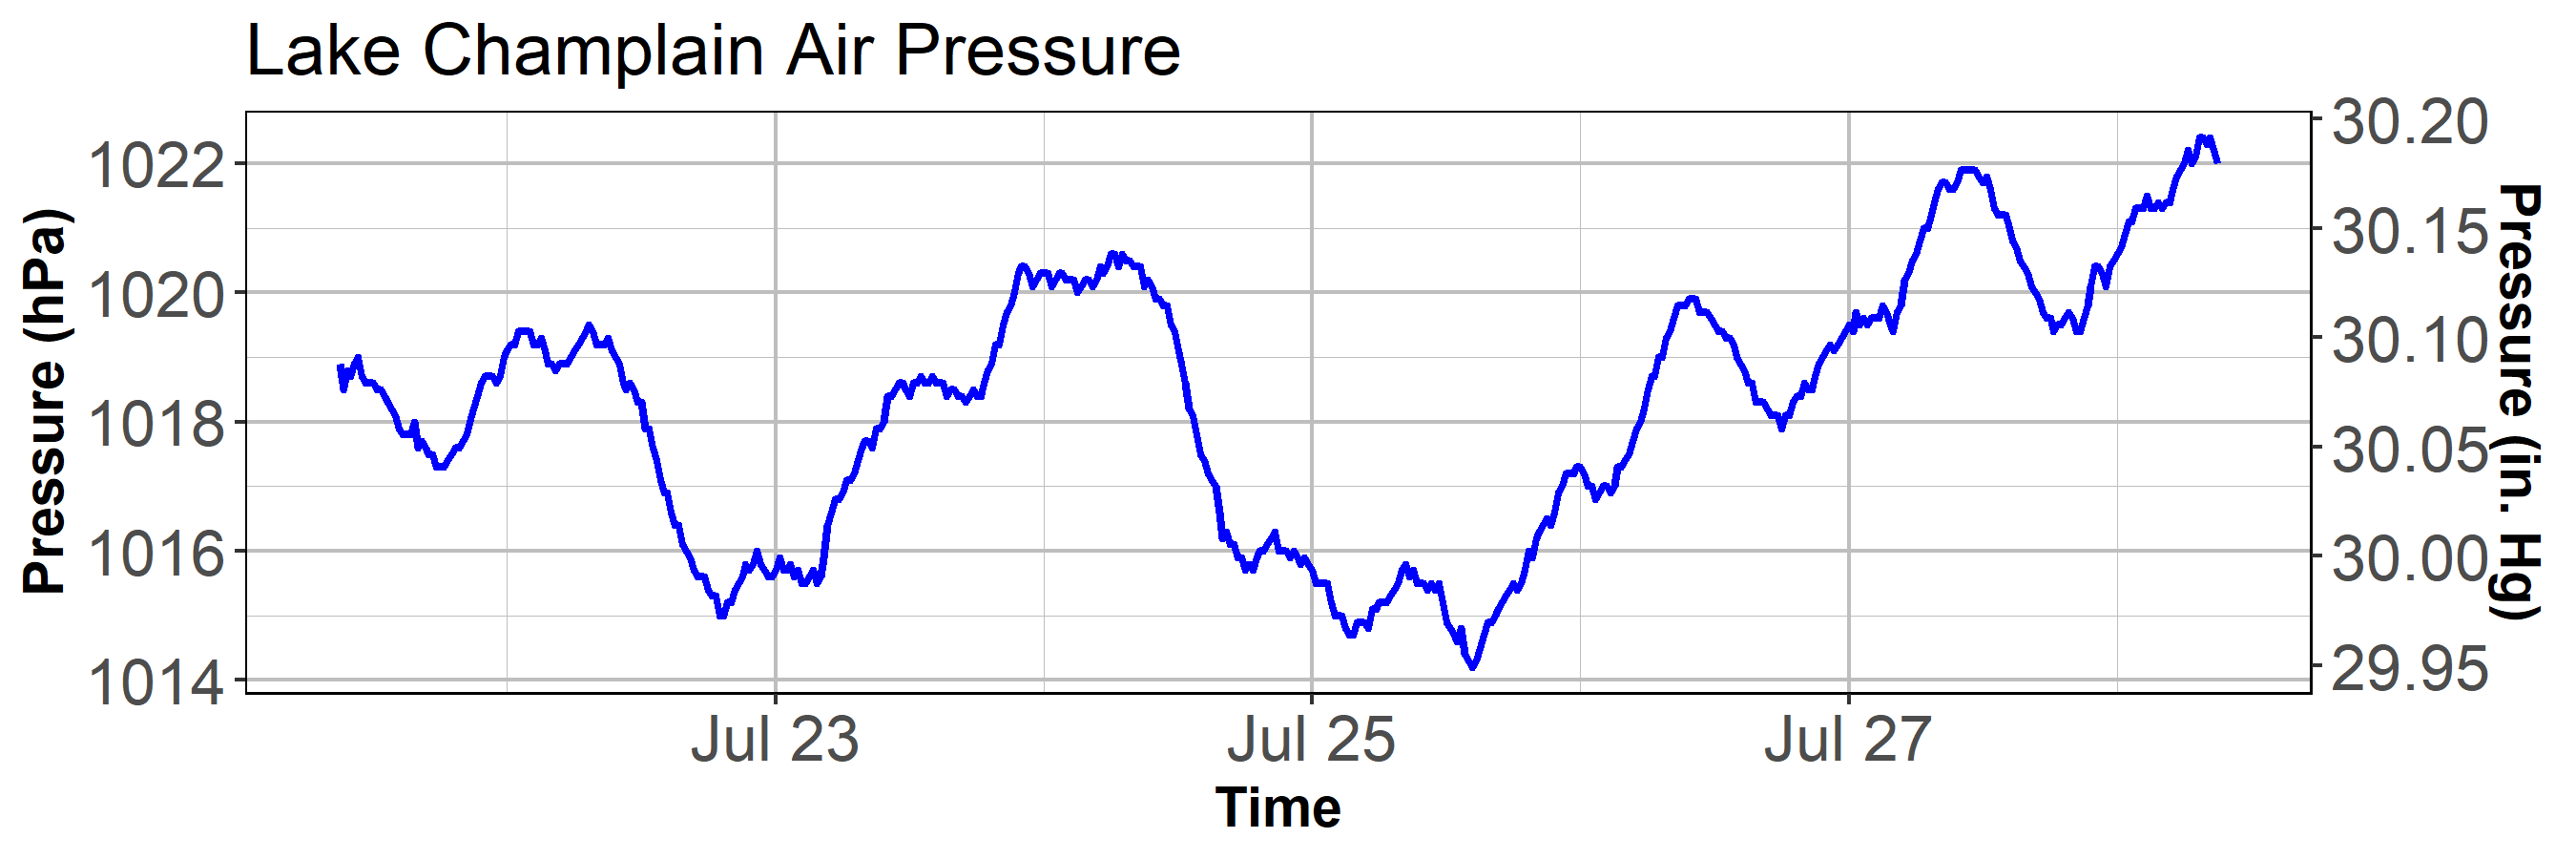 Lake Champlain Air Pressure
Pressure (hPa)
1022
1020
1018
1016
1014
30.20
30.15
30.10
30.05
30.00
29.95
Pressure (in. Hg)
Jul 23
Jul 25
Jul 27
Time